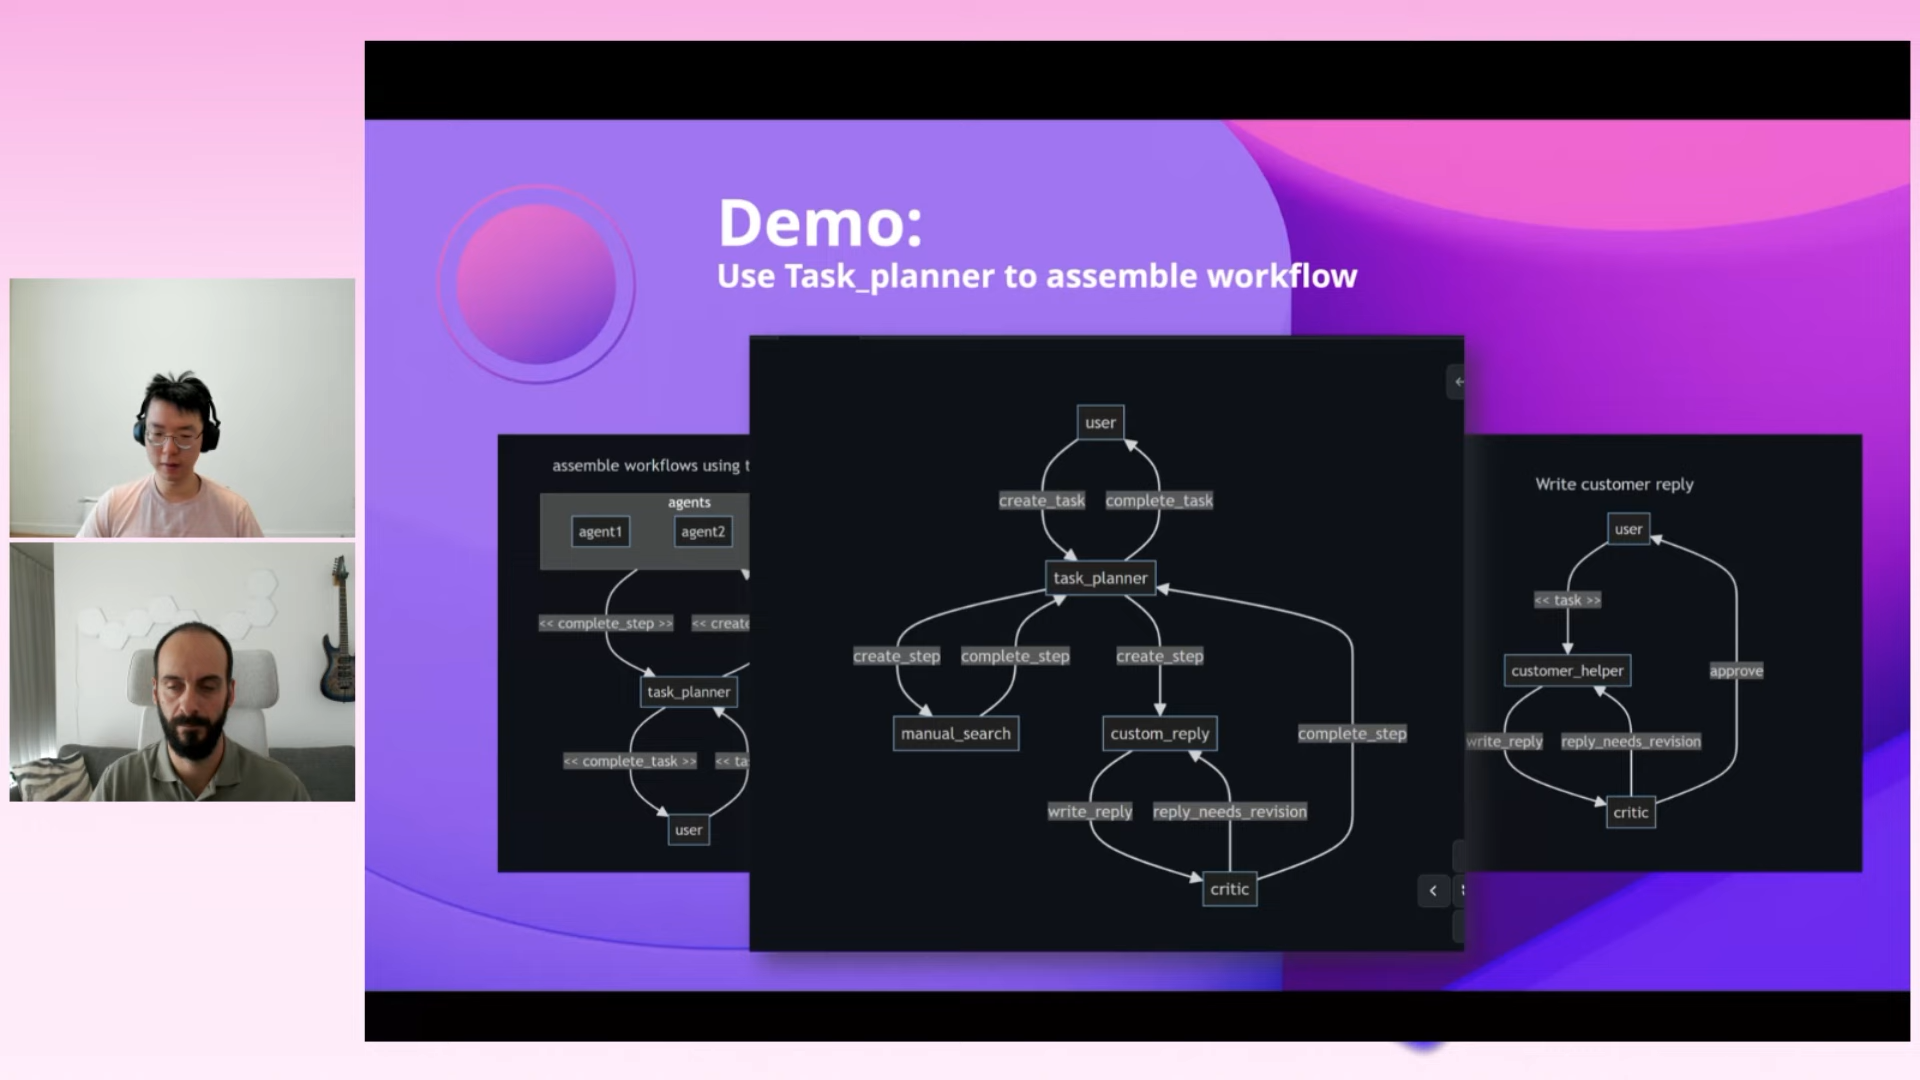 Demo:
Use Task_planner to assemble workflow
assemble workflows using
agents
agent1
agent2
<< complete_step >>
<< create
task_planner
<< complete_task >>
<< ta
user
user
create_task
complete_task
task_planner
create_step
complete_step
create_step
manual_search
custom_reply
complete_step
write_reply
reply_needs_revision
critic
Write customer reply
user
<< task >>
customer_helper
approve
write_reply
reply_needs_revision
critic